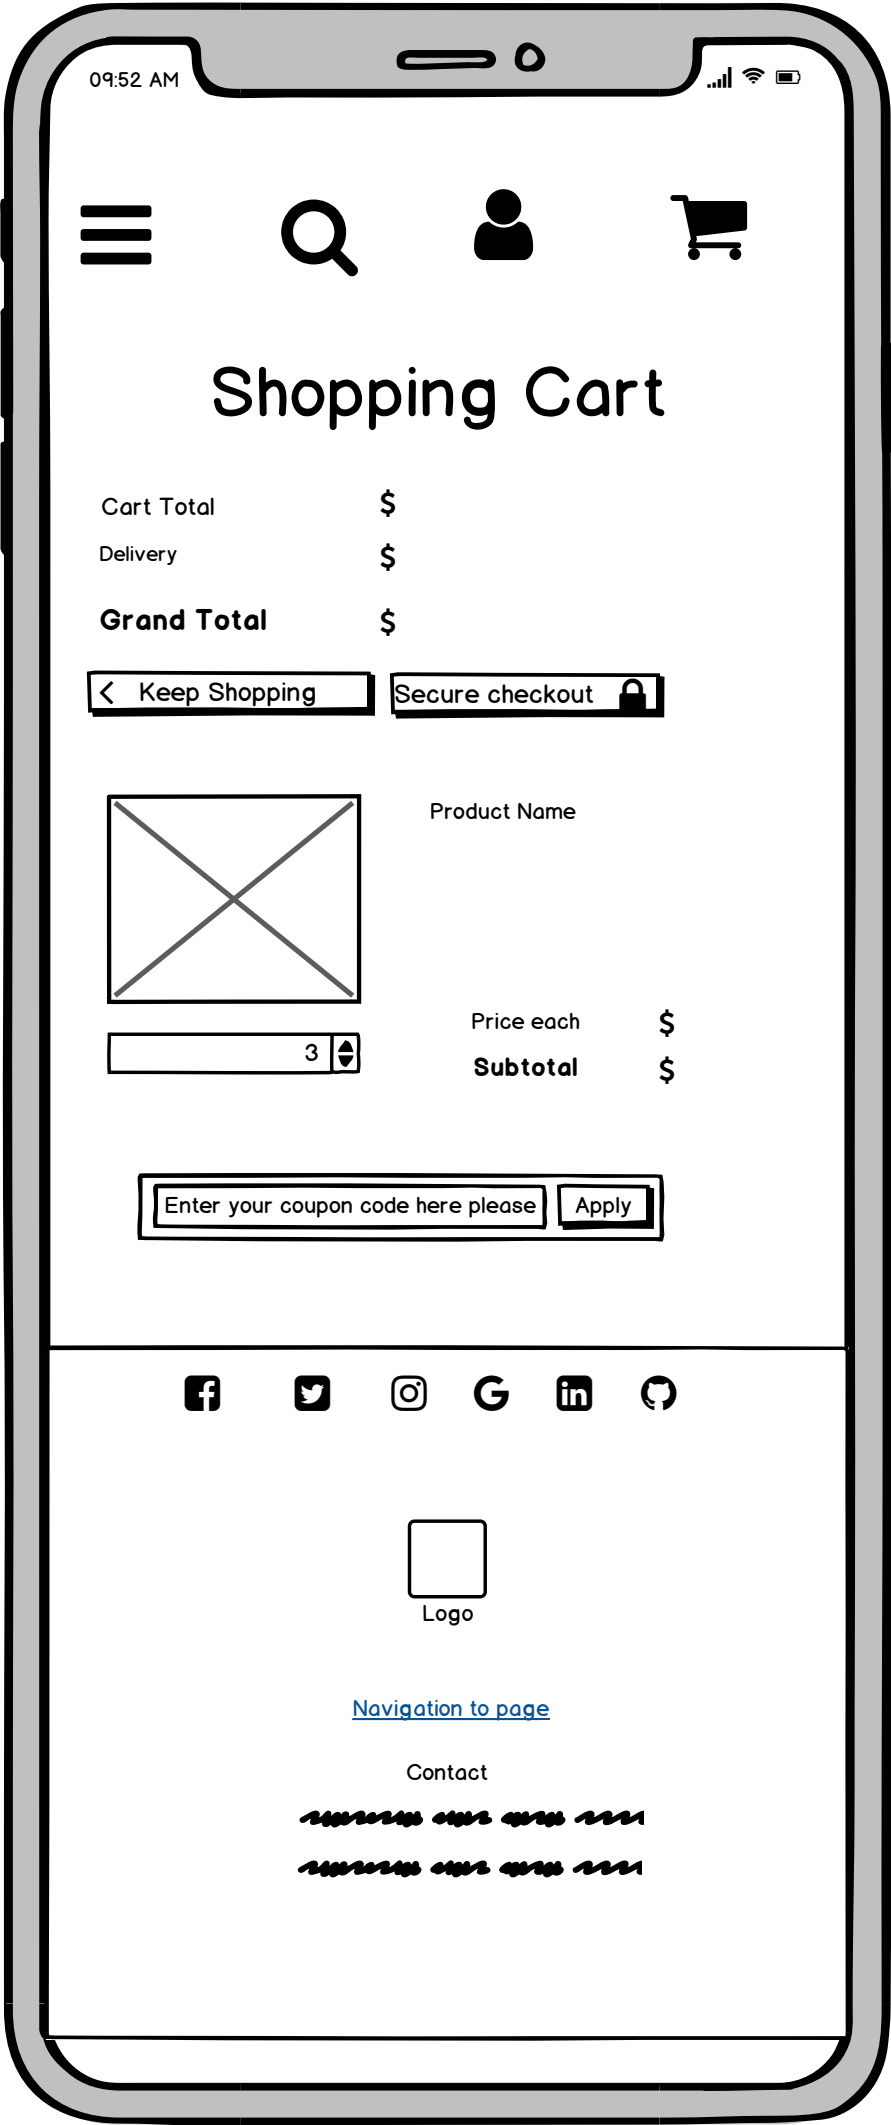 09:52 AM
Shopping Cart
Cart Total $
Delivery $
Grand Total $
Keep Shopping Secure checkout
Product Name
Price each $
3
Subtotal $
Enter your coupon code here please Apply
Logo
Navigation to page
Contact